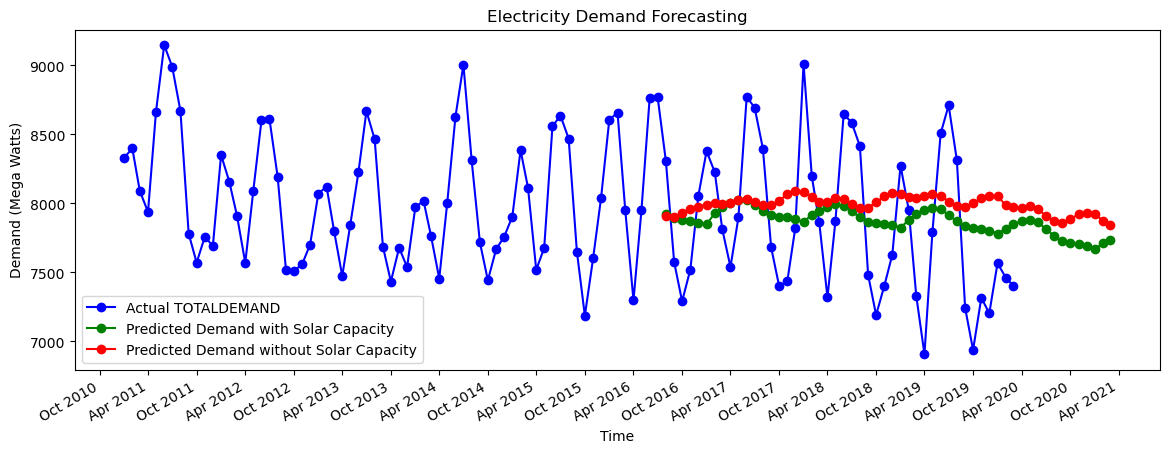 Electricity Demand Forecasting
Demand (Mega Watts)
9000
8500
8000
7500
7000
Actual TOTALDEMAND
Predicted Demand with Solar Capacity
Predicted Demand without Solar Capacity
Oct 2010
Apr 2011
Oct 2011
Apr 2012
Oct 2012
Apr 2013
Oct 2013
Apr 2014
Oct 2014
Apr 2015
Oct 2015
Apr 2016
Oct 2016
Apr 2017
Oct 2017
Apr 2018
Oct 2018
Apr 2019
Oct 2019
Apr 2020
Oct 2020
Apr 2021
Time